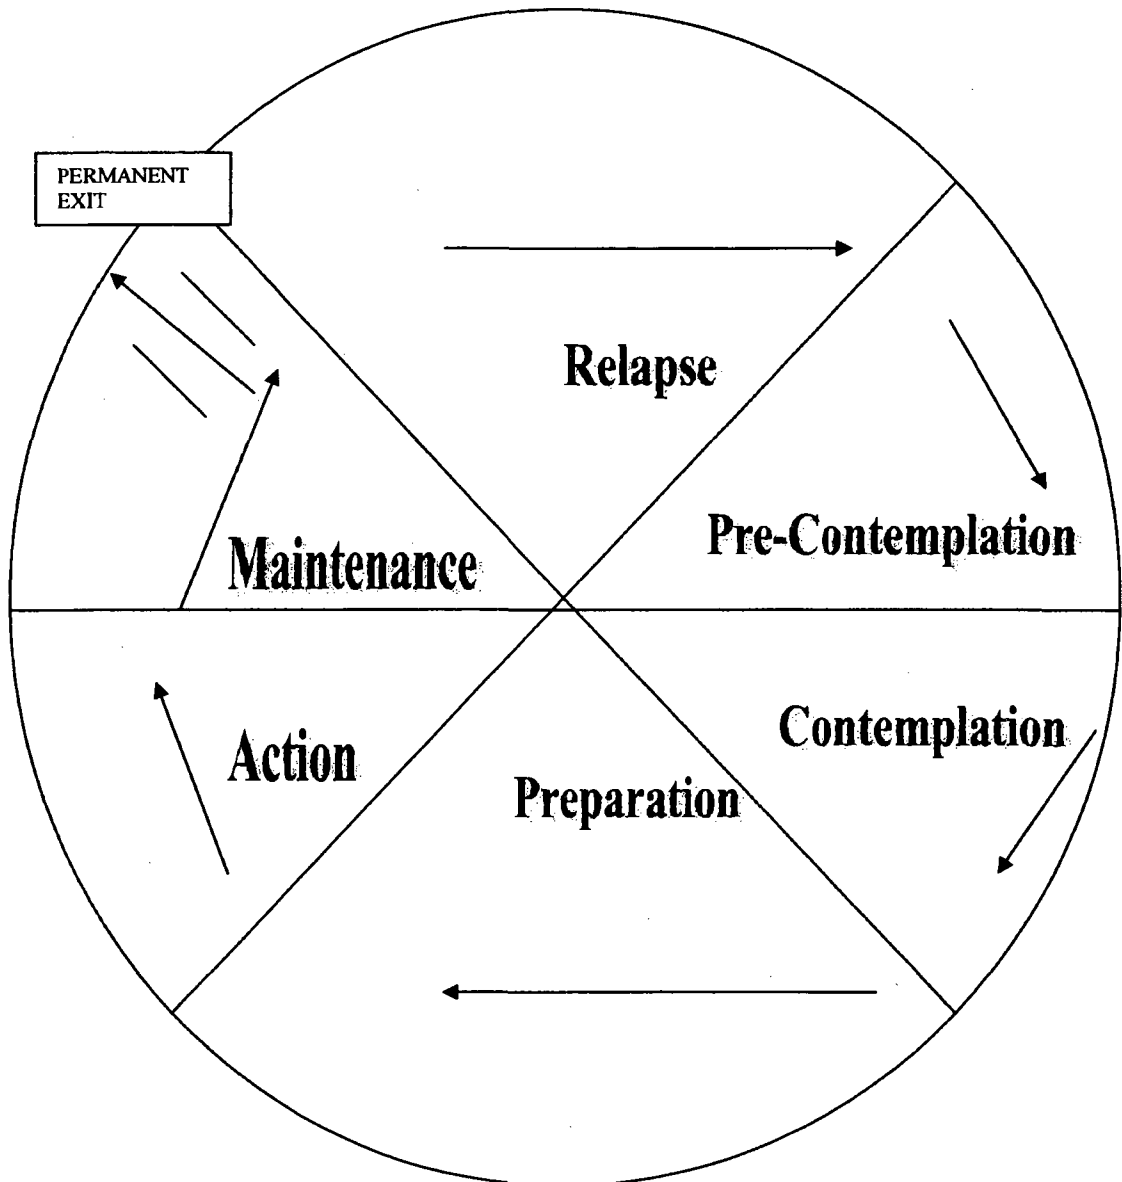 PERMANENT
EXIT
Relapse
Pre-Contemplation
Maintenance
Contemplation
Action
Preparation